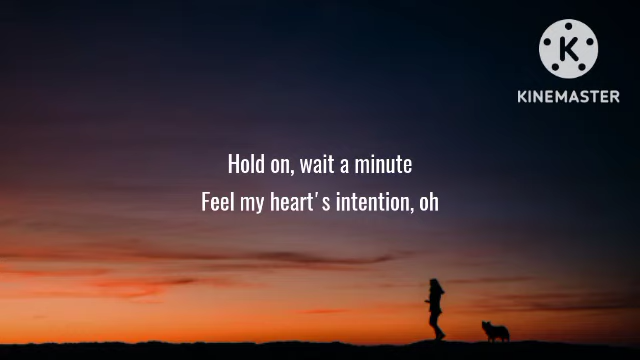 KINEMASTER
Hold on, wait a minute
Feel my heart's intention, oh